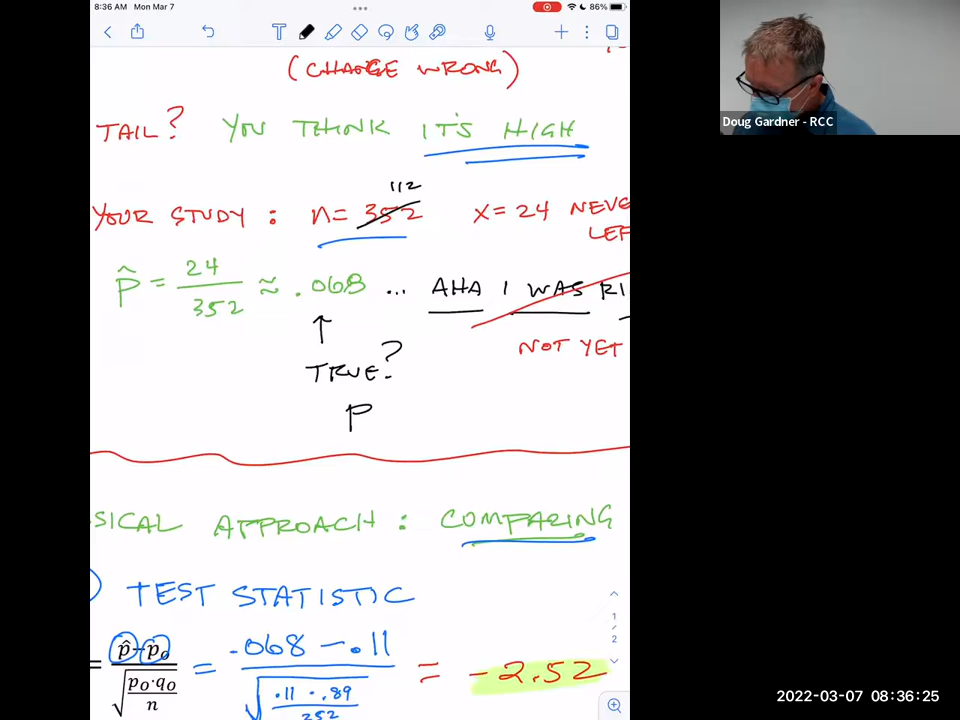 8:36 AM Mon Mar 7
86%
(CHANGE WRONG)
TAIL? YOU THINK IT'S HIGH
112
YOUR STUDY : n = 352 x = 24 NEVE
LEF
p̂ = 24/352 ≈ .068 ... AHA I WAS RI
NOT YET
TRUE?
P
SICAL APPROACH : COMPARING
) TEST STATISTIC
= p̂−p₀/√(p₀·q₀/n) = .068 − .11/√(.11 · .89/352) = −2.52
1
/
2
Doug Gardner - RCC
2022-03-07 08:36:25